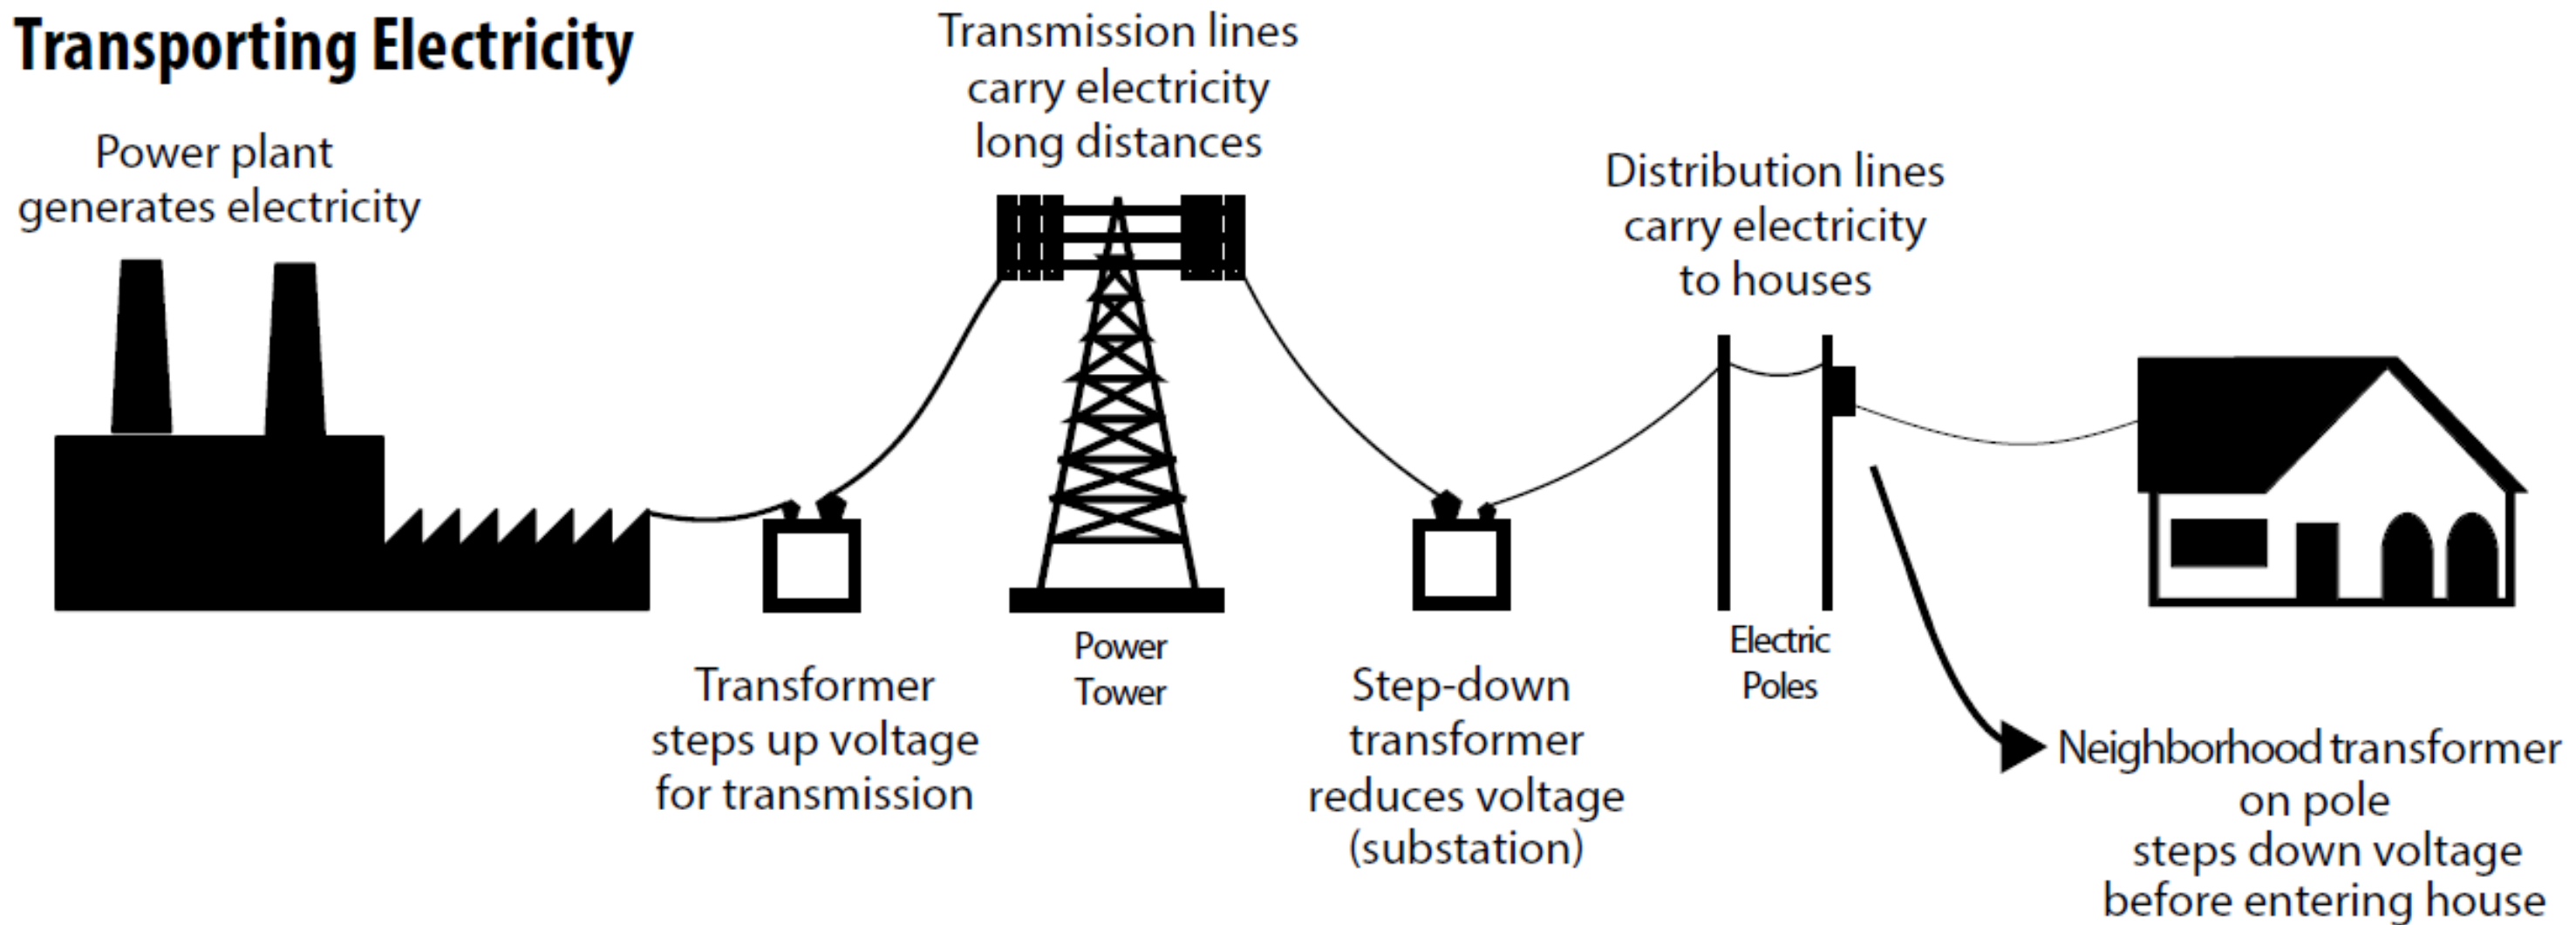 Transporting Electricity
Power plant
generates electricity
Transformer
steps up voltage
for transmission
Transmission lines
carry electricity
long distances
Power
Tower
Step-down
transformer
reduces voltage
(substation)
Distribution lines
carry electricity
to houses
Electric
Poles
Neighborhood transformer
on pole
steps down voltage
before entering house